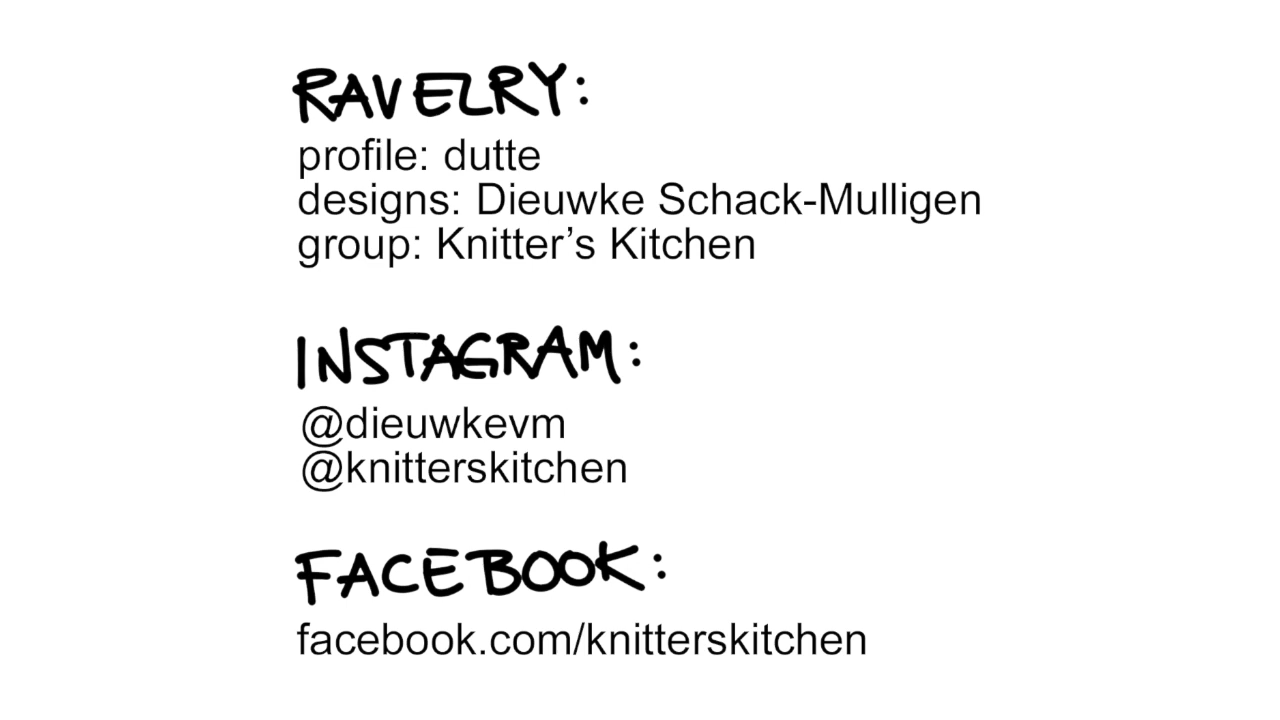 RAVELRY:
profile: dutte
designs: Dieuwke Schack-Mulligen
group: Knitter’s Kitchen
INSTAGRAM:
@dieuwkevm
@knitterskitchen
FACEBOOK:
facebook.com/knitterskitchen